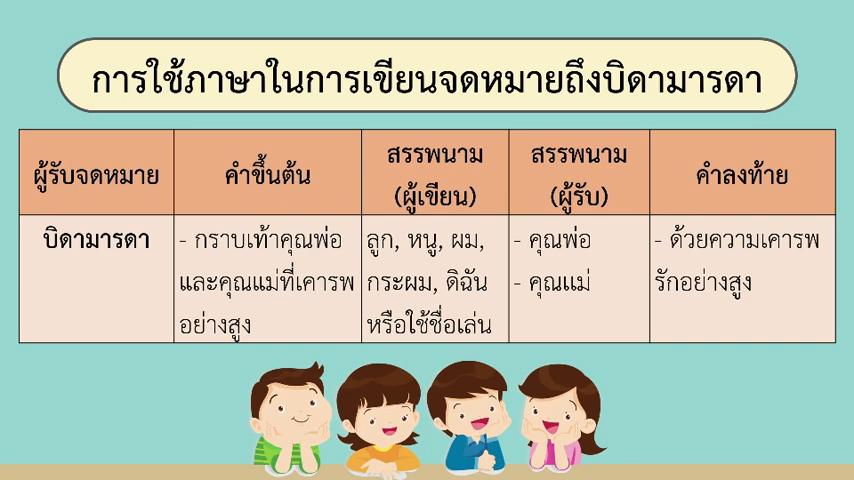 การใช้ภาษาในการเขียนจดหมายถึงบิดามารดา
ผู้รับจดหมาย
คำขึ้นต้น
สรรพนาม
(ผู้เขียน)
สรรพนาม
(ผู้รับ)
คำลงท้าย
บิดามารดา
- กราบเท้าคุณพ่อ
และคุณแม่ที่เคารพ
อย่างสูง
ลูก, หนู, ผม,
กระผม, ดิฉัน
หรือใช้ชื่อเล่น
- คุณพ่อ
- คุณแม่
- ด้วยความเคารพ
รักอย่างสูง